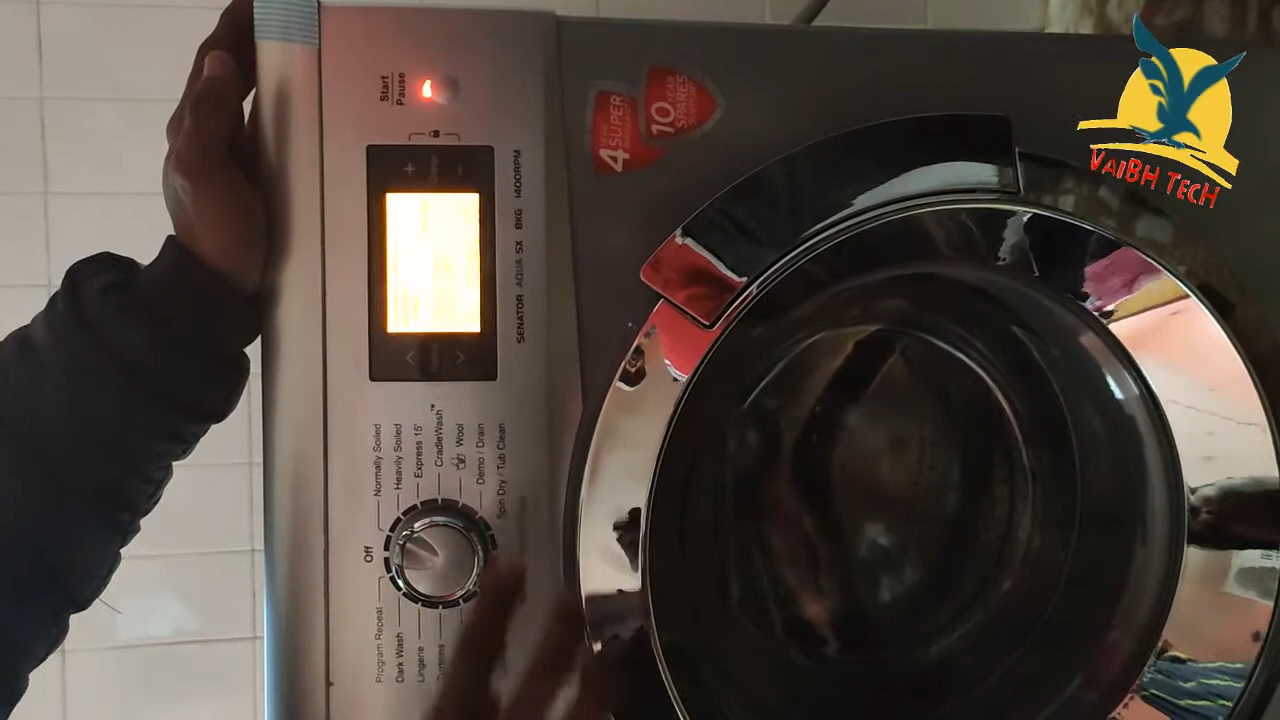 Start
Pause
+
−
SENATOR AQUA SX 8KG 1400RPM
4 SUPER
10 YEAR
SPARES
SUPPORT
Off
Normally Soiled
Heavily Soiled
Express 15'
CradleWash™
Wool
Demo / Drain
Spin Dry / Tub Clean
Program Repeat
Dark Wash
Lingerie
VAIBH TECH